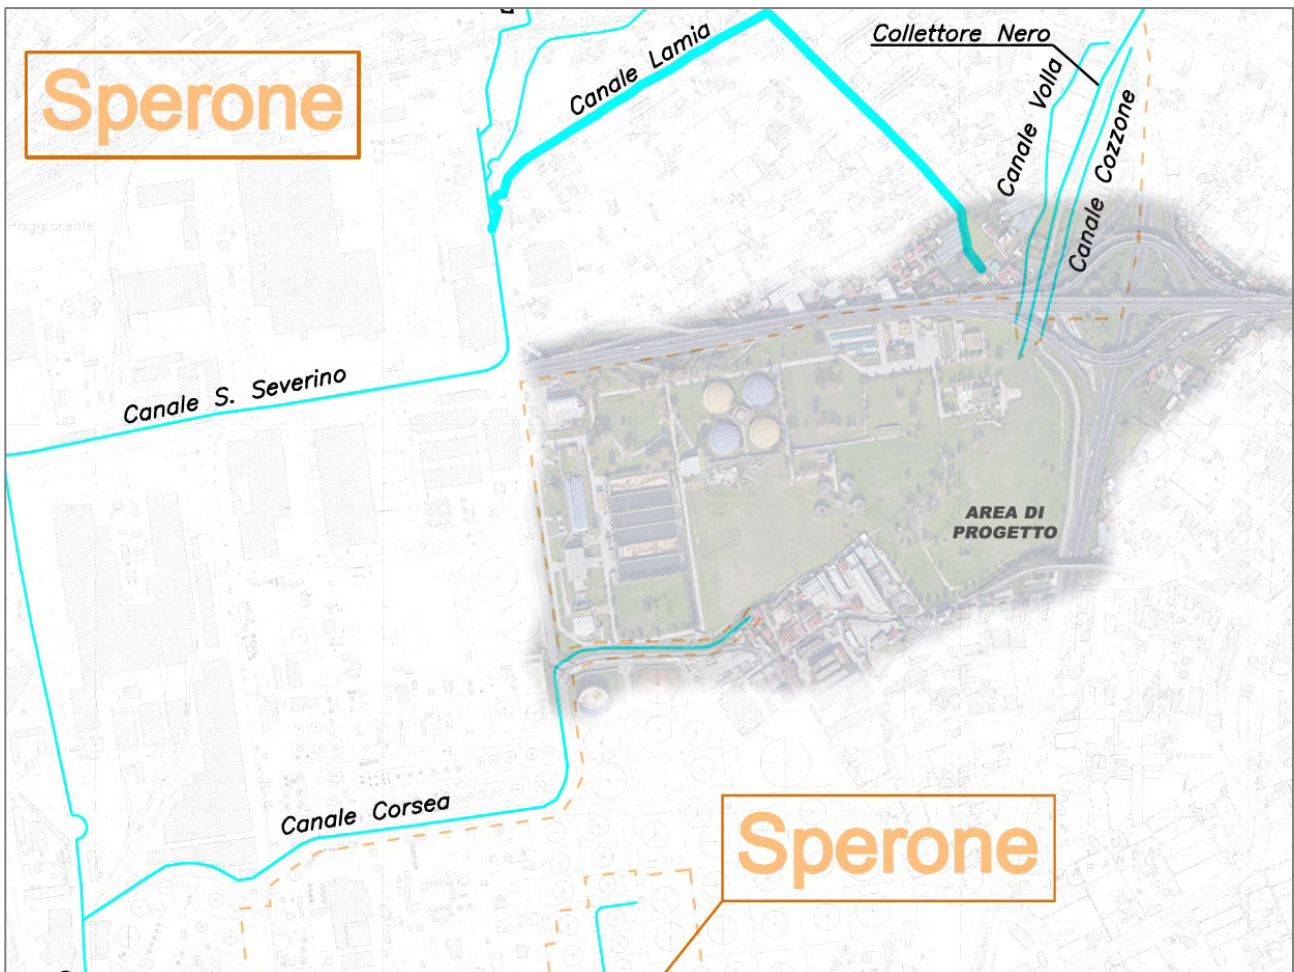 Sperone
Canale Lamia
Collettore Nero
Canale Volla
Canale Cozzone
Poggioreale
Canale S. Severino
AREA DI
PROGETTO
Canale Corsea
Sperone